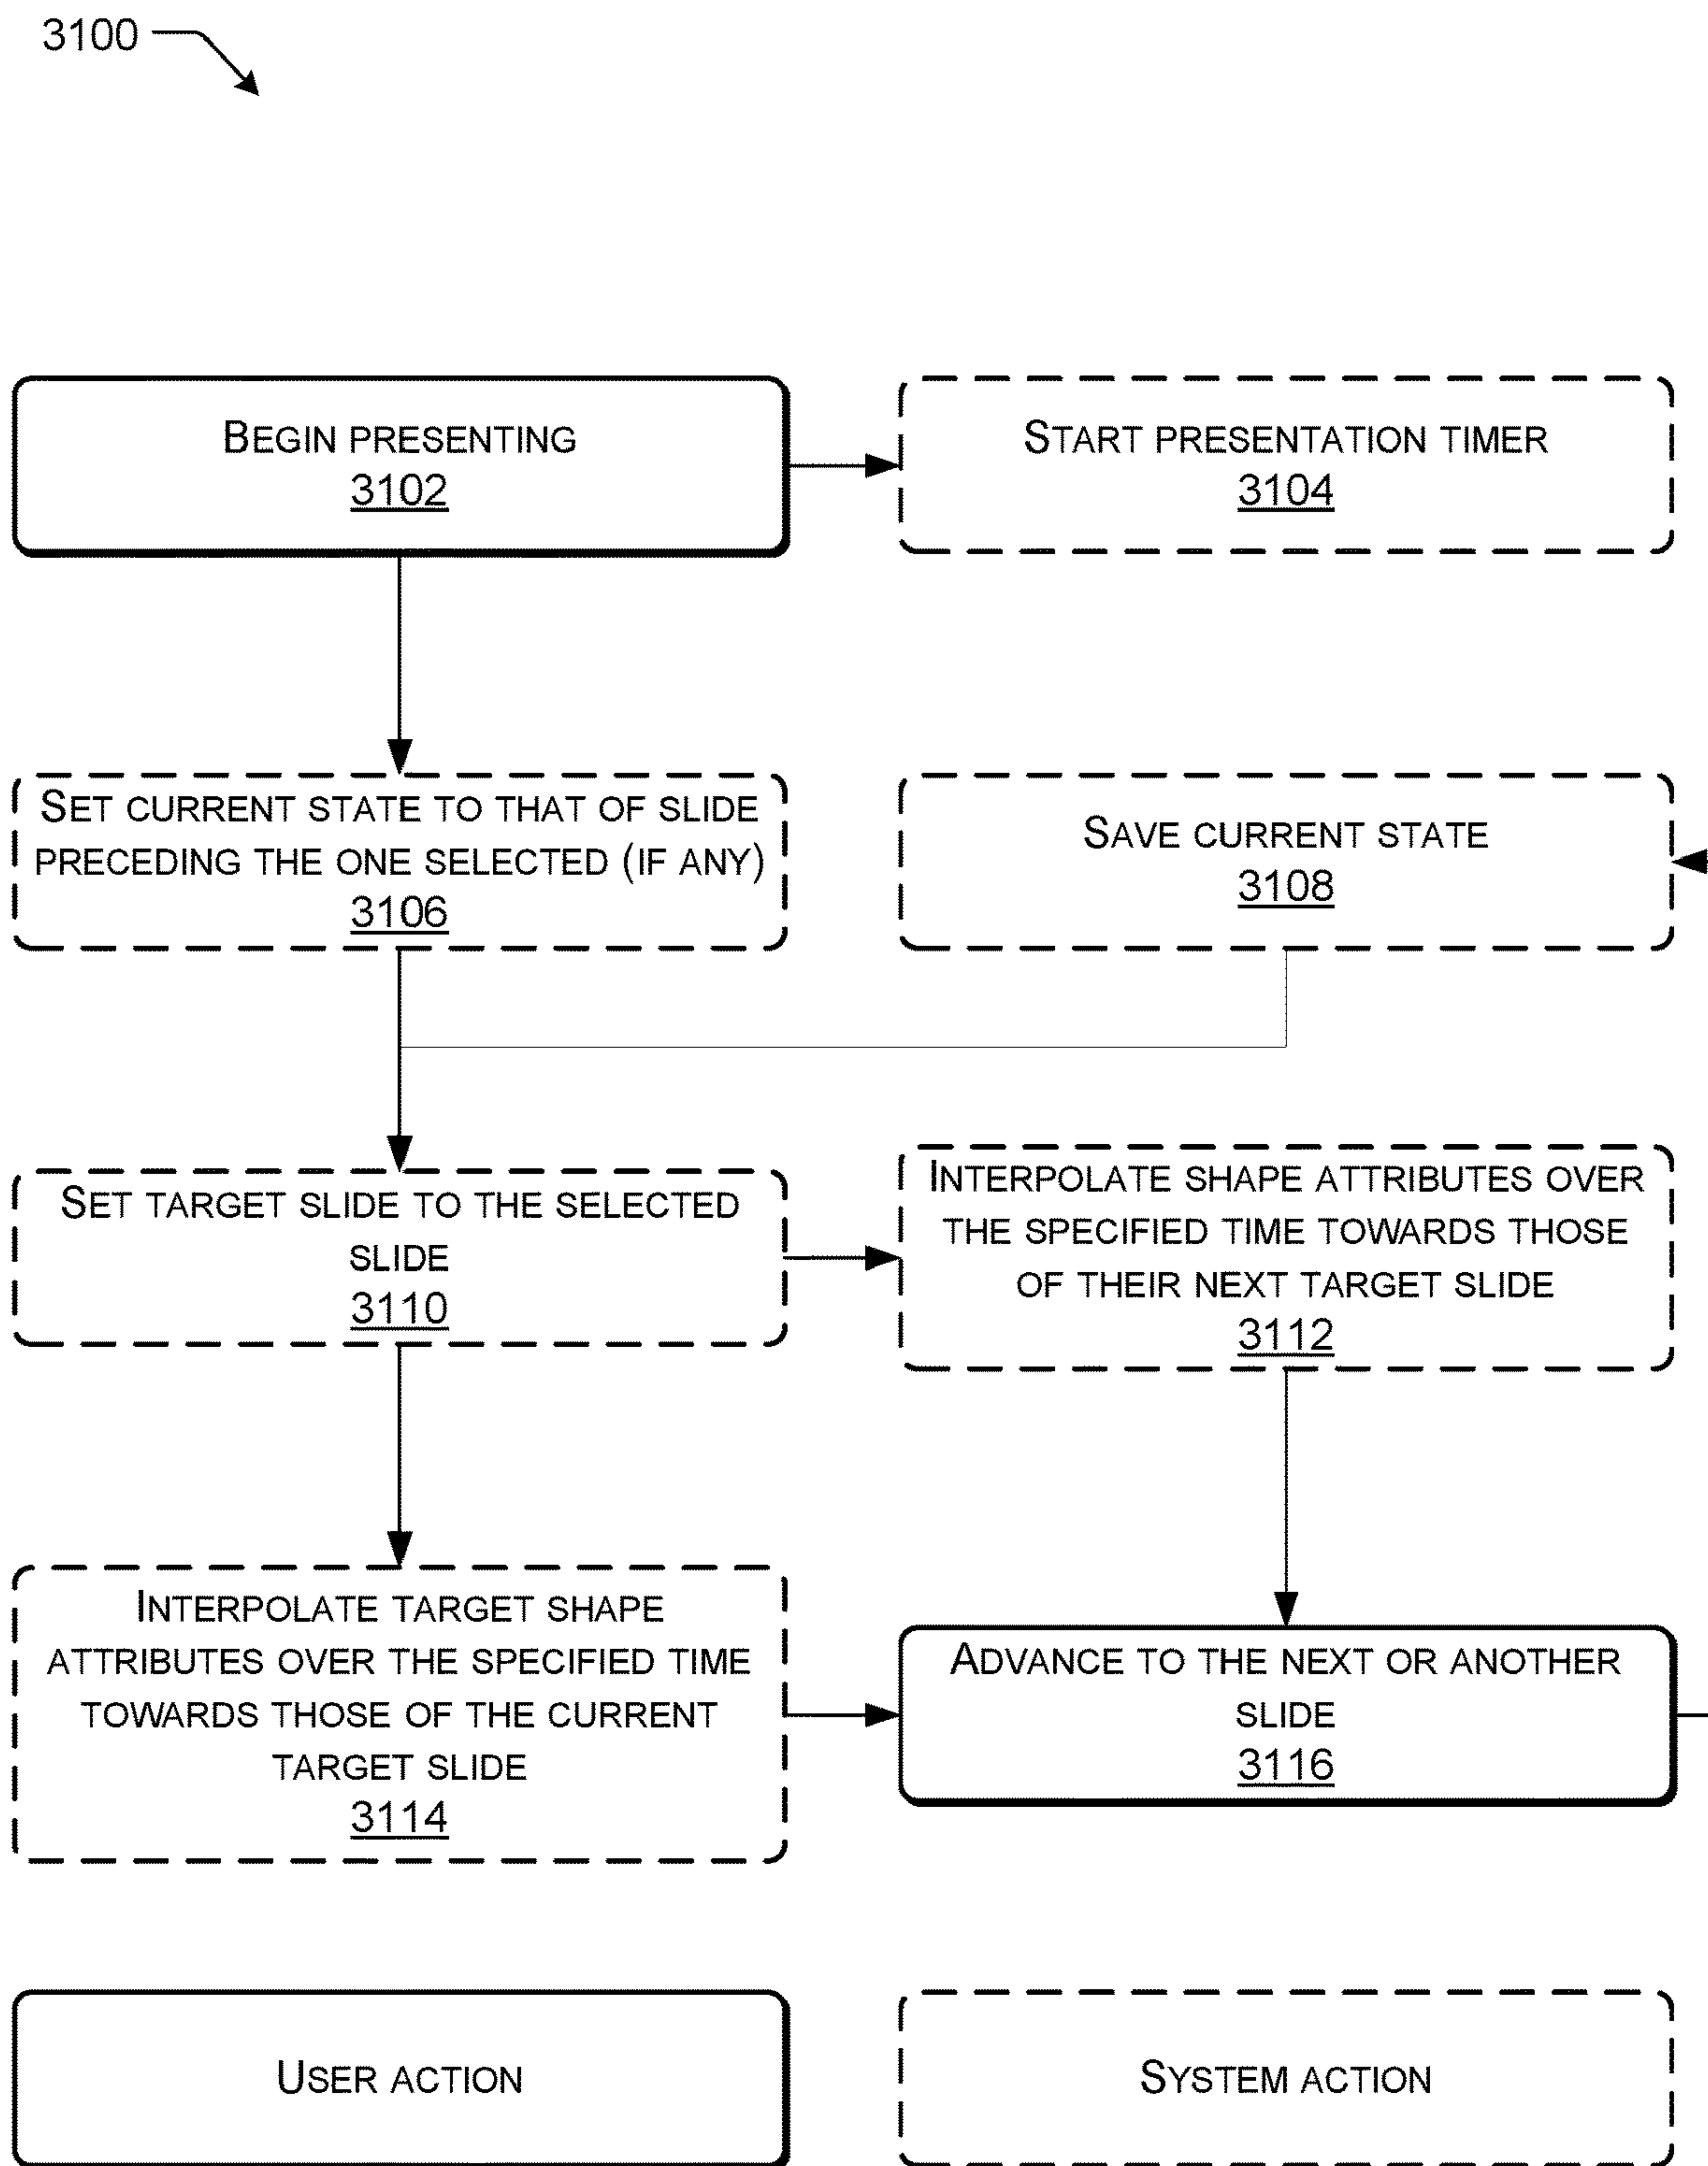 3100
BEGIN PRESENTING
3102
START PRESENTATION TIMER
3104
SET CURRENT STATE TO THAT OF SLIDE
PRECEDING THE ONE SELECTED (IF ANY)
3106
SAVE CURRENT STATE
3108
SET TARGET SLIDE TO THE SELECTED
SLIDE
3110
INTERPOLATE SHAPE ATTRIBUTES OVER
THE SPECIFIED TIME TOWARDS THOSE
OF THEIR NEXT TARGET SLIDE
3112
INTERPOLATE TARGET SHAPE
ATTRIBUTES OVER THE SPECIFIED TIME
TOWARDS THOSE OF THE CURRENT
TARGET SLIDE
3114
ADVANCE TO THE NEXT OR ANOTHER
SLIDE
3116
USER ACTION
SYSTEM ACTION